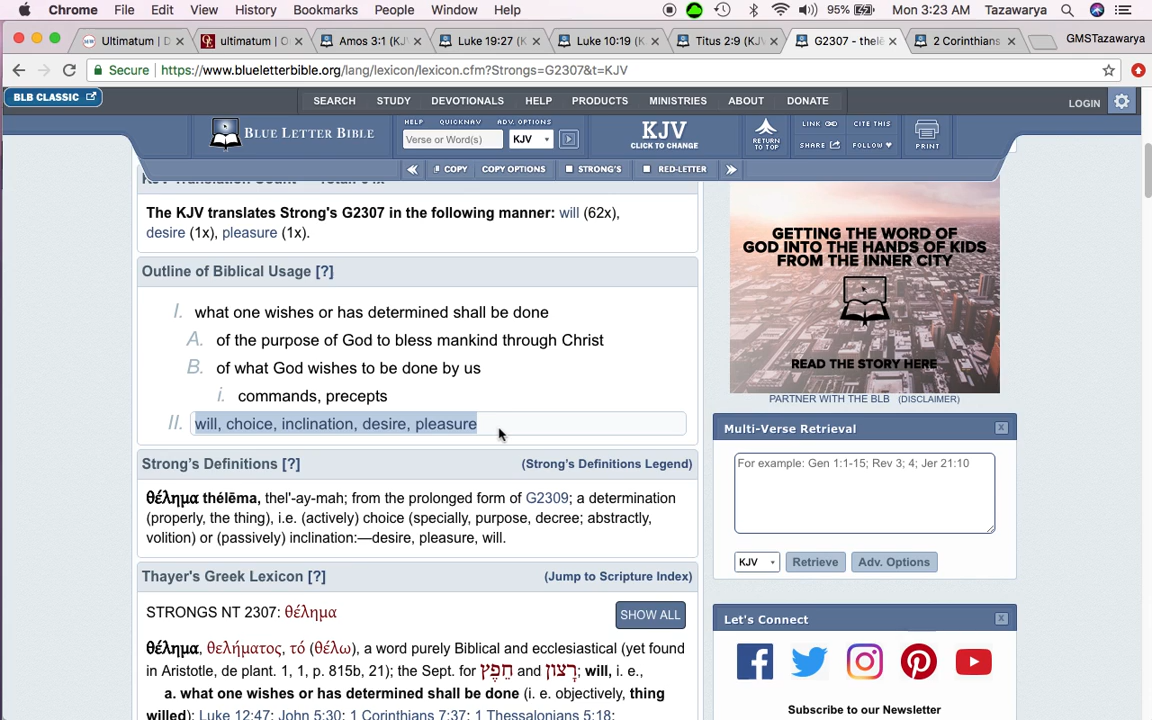 Chrome File Edit View History Bookmarks People Window Help 95% Mon 3:23 AM Tazawarya
Ultimatum | D ultimatum | O Amos 3:1 (KJ Luke 19:27 (K Luke 10:19 (K Titus 2:9 (KJV G2307 - thelē 2 Corinthians GMSTazawarya
Secure https://www.blueletterbible.org/lang/lexicon/lexicon.cfm?Strongs=G2307&t=KJV
BLB CLASSIC
SEARCH STUDY DEVOTIONALS HELP PRODUCTS MINISTRIES ABOUT DONATE LOGIN
HELP QUICKNAV ADV. OPTIONS
BLUE LETTER BIBLE Verse or Word(s) KJV
KJV
CLICK TO CHANGE
RETURN TO TOP
LINK CITE THIS
SHARE FOLLOW
PRINT
COPY COPY OPTIONS STRONG'S RED-LETTER
The KJV translates Strong's G2307 in the following manner: will (62x),
desire (1x), pleasure (1x).
Outline of Biblical Usage [?]
I. what one wishes or has determined shall be done
A. of the purpose of God to bless mankind through Christ
B. of what God wishes to be done by us
i. commands, precepts
II. will, choice, inclination, desire, pleasure
Strong's Definitions [?] (Strong's Definitions Legend)
θέλημα thélēma, thel'-ay-mah; from the prolonged form of G2309; a determination
(properly, the thing), i.e. (actively) choice (specially, purpose, decree; abstractly,
volition) or (passively) inclination:—desire, pleasure, will.
Thayer's Greek Lexicon [?] (Jump to Scripture Index)
STRONGS NT 2307: θέλημα SHOW ALL
θέλημα, θελήματος, τό (θέλω), a word purely Biblical and ecclesiastical (yet found
in Aristotle, de plant. 1, 1, p. 815b, 21); the Sept. for חֵפֶץ and רָצוֹן; will, i. e.,
a. what one wishes or has determined shall be done (i. e. objectively, thing
willed): Luke 12:47; John 5:30; 1 Corinthians 7:37; 1 Thessalonians 5:18;
GETTING THE WORD OF
GOD INTO THE HANDS OF KIDS
FROM THE INNER CITY
READ THE STORY HERE
PARTNER WITH THE BLB (DISCLAIMER)
Multi-Verse Retrieval x
For example: Gen 1:1-15; Rev 3; 4; Jer 21:10
KJV Retrieve Adv. Options
Let's Connect x
Subscribe to our Newsletter